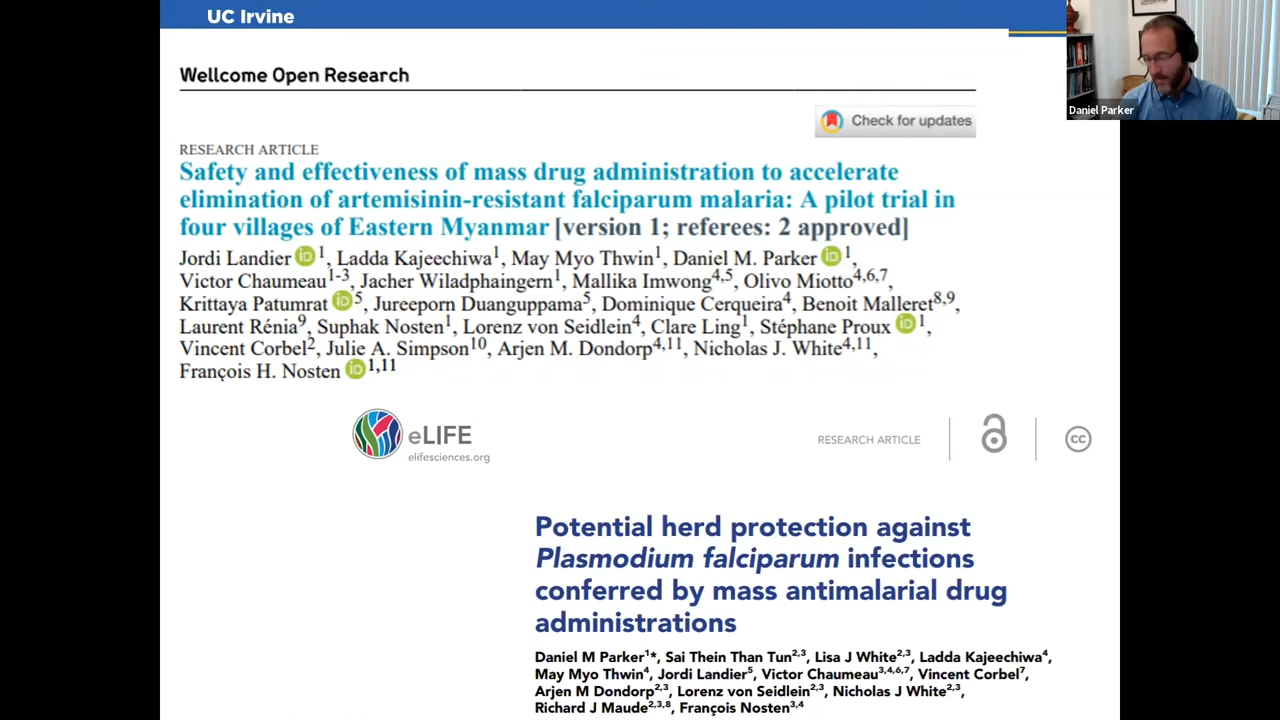 UC Irvine
Daniel Parker
Wellcome Open Research
Check for updates
RESEARCH ARTICLE
Safety and effectiveness of mass drug administration to accelerate
elimination of artemisinin-resistant falciparum malaria: A pilot trial in
four villages of Eastern Myanmar [version 1; referees: 2 approved]
Jordi Landier iD 1, Ladda Kajeechiwa1, May Myo Thwin1, Daniel M. Parker iD 1,
Victor Chaumeau1-3, Jacher Wiladphaingern1, Mallika Imwong4,5, Olivo Miotto4,6,7,
Krittaya Patumrat iD 5, Jureeporn Duanguppama5, Dominique Cerqueira4, Benoit Malleret8,9,
Laurent Rénia9, Suphak Nosten1, Lorenz von Seidlein4, Clare Ling1, Stéphane Proux iD 1,
Vincent Corbel2, Julie A. Simpson10, Arjen M. Dondorp4,11, Nicholas J. White4,11,
François H. Nosten iD 1,11
eLIFE
elifesciences.org
RESEARCH ARTICLE
cc
Potential herd protection against
Plasmodium falciparum infections
conferred by mass antimalarial drug
administrations
Daniel M Parker1*, Sai Thein Than Tun2,3, Lisa J White2,3, Ladda Kajeechiwa4,
May Myo Thwin4, Jordi Landier5, Victor Chaumeau3,4,6,7, Vincent Corbel7,
Arjen M Dondorp2,3, Lorenz von Seidlein2,3, Nicholas J White2,3,
Richard J Maude2,3,8, François Nosten3,4